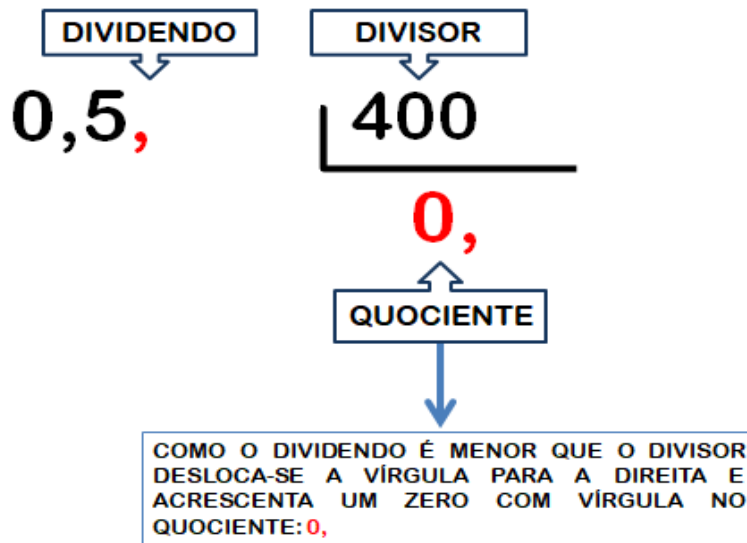 DIVIDENDO DIVISOR
0,5, 400
0,
QUOCIENTE
COMO O DIVIDENDO É MENOR QUE O DIVISOR
DESLOCA-SE A VÍRGULA PARA A DIREITA E
ACRESCENTA UM ZERO COM VÍRGULA NO
QUOCIENTE: 0,